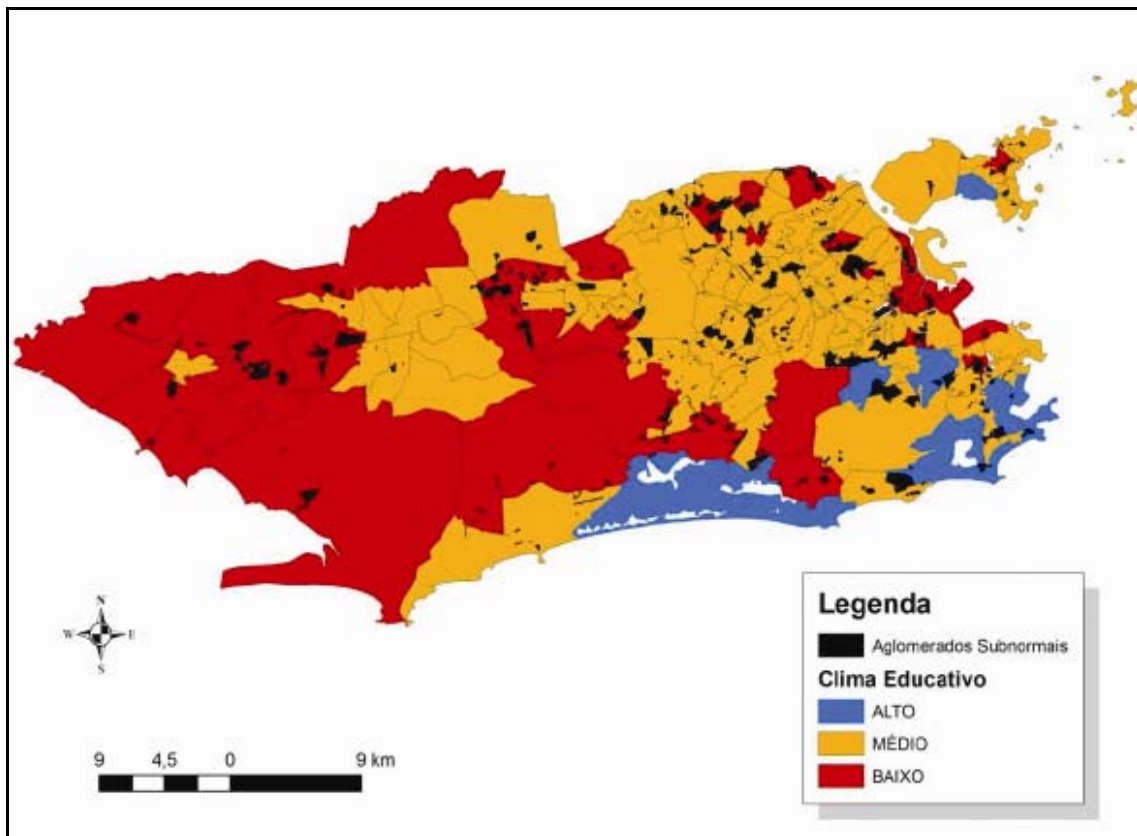 N
W E
S
9 4,5 0 9 km
Legenda
Aglomerados Subnormais
Clima Educativo
ALTO
MÉDIO
BAIXO